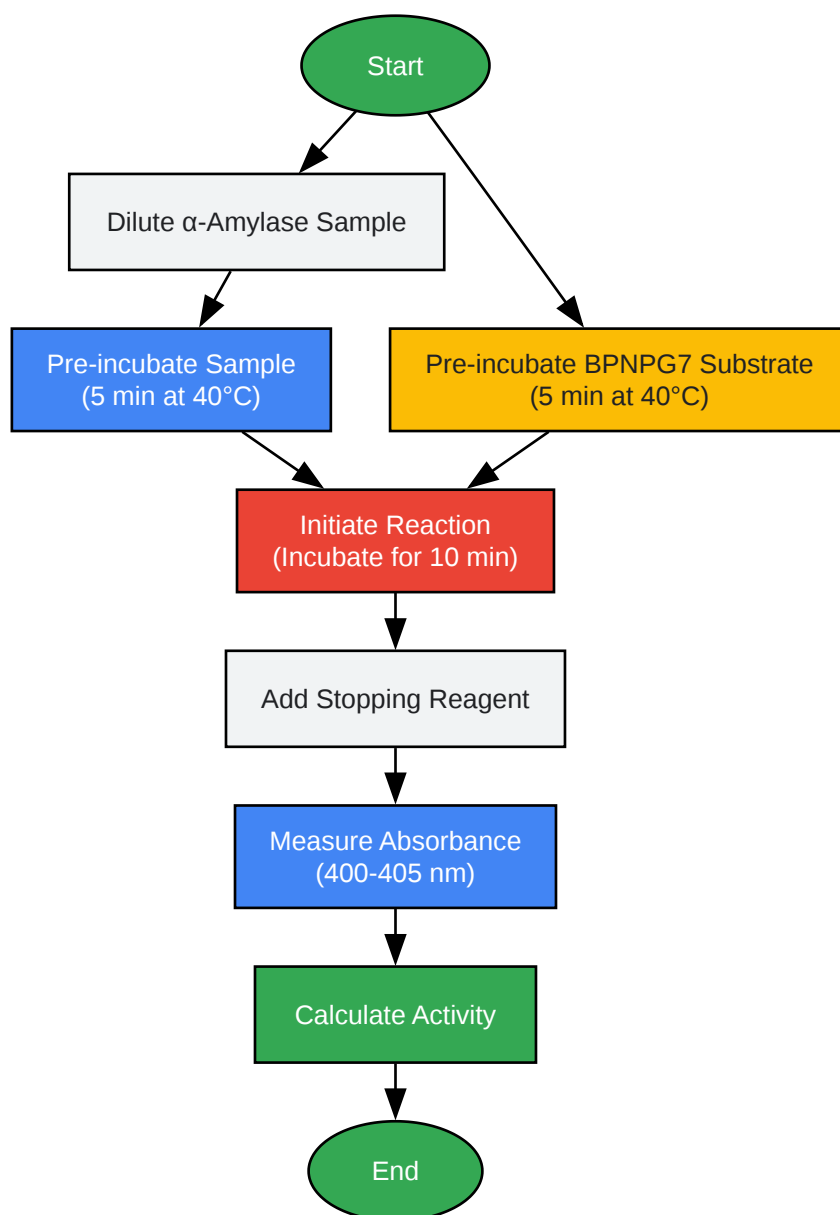 Start
Dilute α-Amylase Sample
Pre-incubate Sample
(5 min at 40°C)
Pre-incubate BPNPG7 Substrate
(5 min at 40°C)
Initiate Reaction
(Incubate for 10 min)
Add Stopping Reagent
Measure Absorbance
(400-405 nm)
Calculate Activity
End